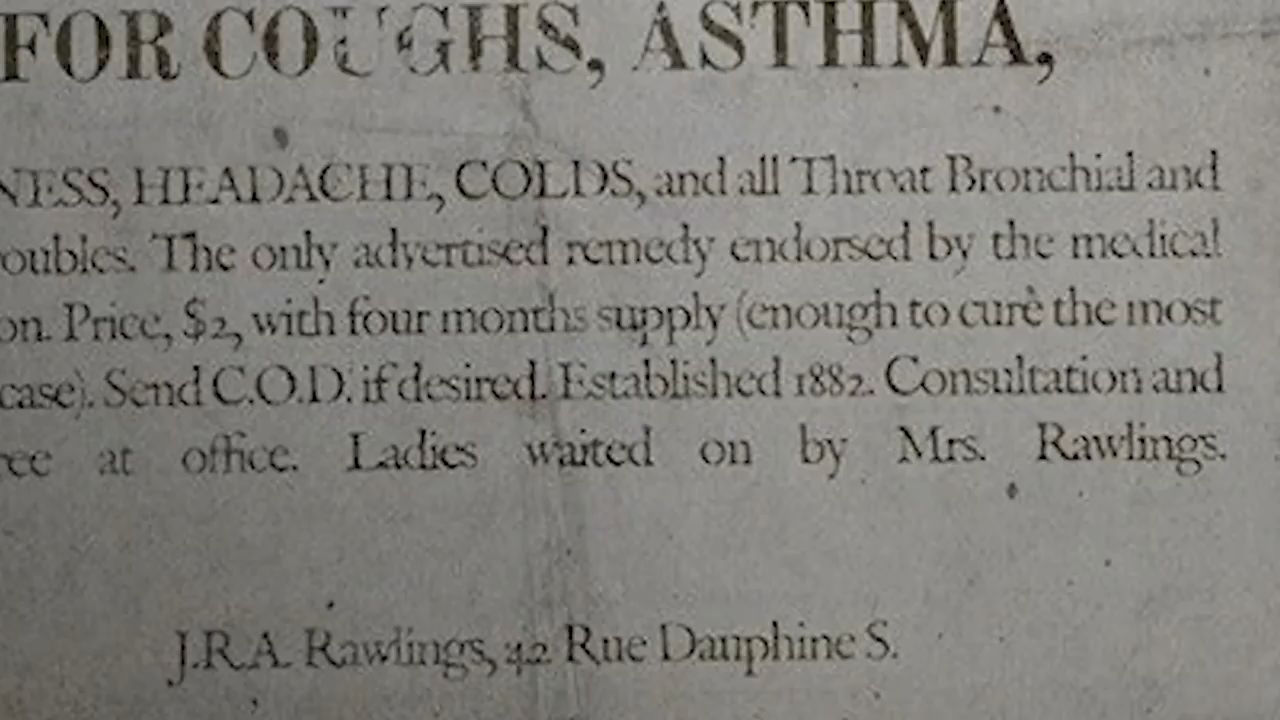 FOR COUGHS, ASTHMA,
NESS, HEADACHE, COLDS, and all Throat Bronchial and
oubles. The only advertised remedy endorsed by the medical
on. Price, $2, with four months supply (enough to cure the most
case). Send C.O.D. if desired. Established 1882. Consultation and
ree at office. Ladies waited on by Mrs. Rawlings.
J.R.A. Rawlings, 42 Rue Dauphine S.